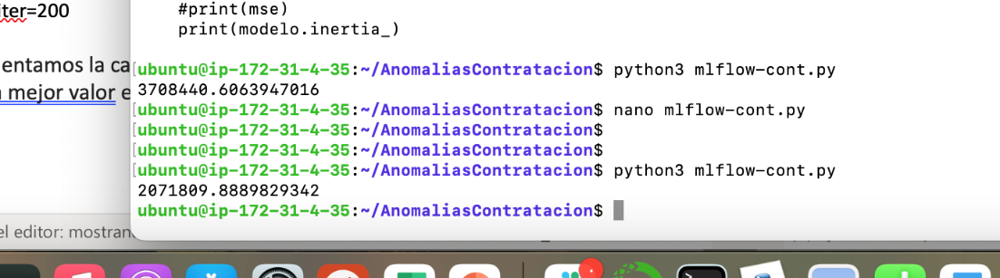 iter=200
entamos la ca
mejor valor e
el editor: mostran
#print(mse)
print(modelo.inertia_)
[ubuntu@ip-172-31-4-35:~/AnomaliasContratacion$ python3 mlflow-cont.py
3708440.6063947016
[ubuntu@ip-172-31-4-35:~/AnomaliasContratacion$ nano mlflow-cont.py
[ubuntu@ip-172-31-4-35:~/AnomaliasContratacion$
[ubuntu@ip-172-31-4-35:~/AnomaliasContratacion$
[ubuntu@ip-172-31-4-35:~/AnomaliasContratacion$ python3 mlflow-cont.py
2071809.8889829342
ubuntu@ip-172-31-4-35:~/AnomaliasContratacion$